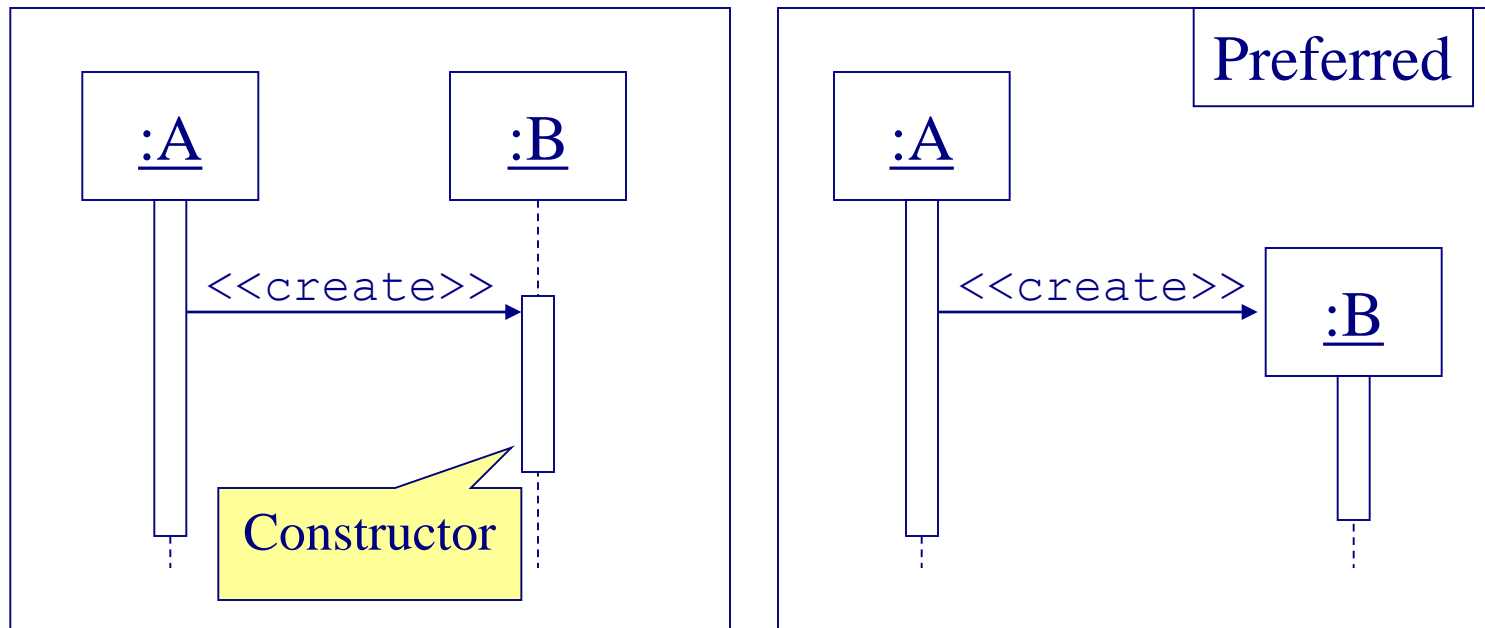 :A
:B
<<create>>
Constructor
Preferred
:A
<<create>>
:B